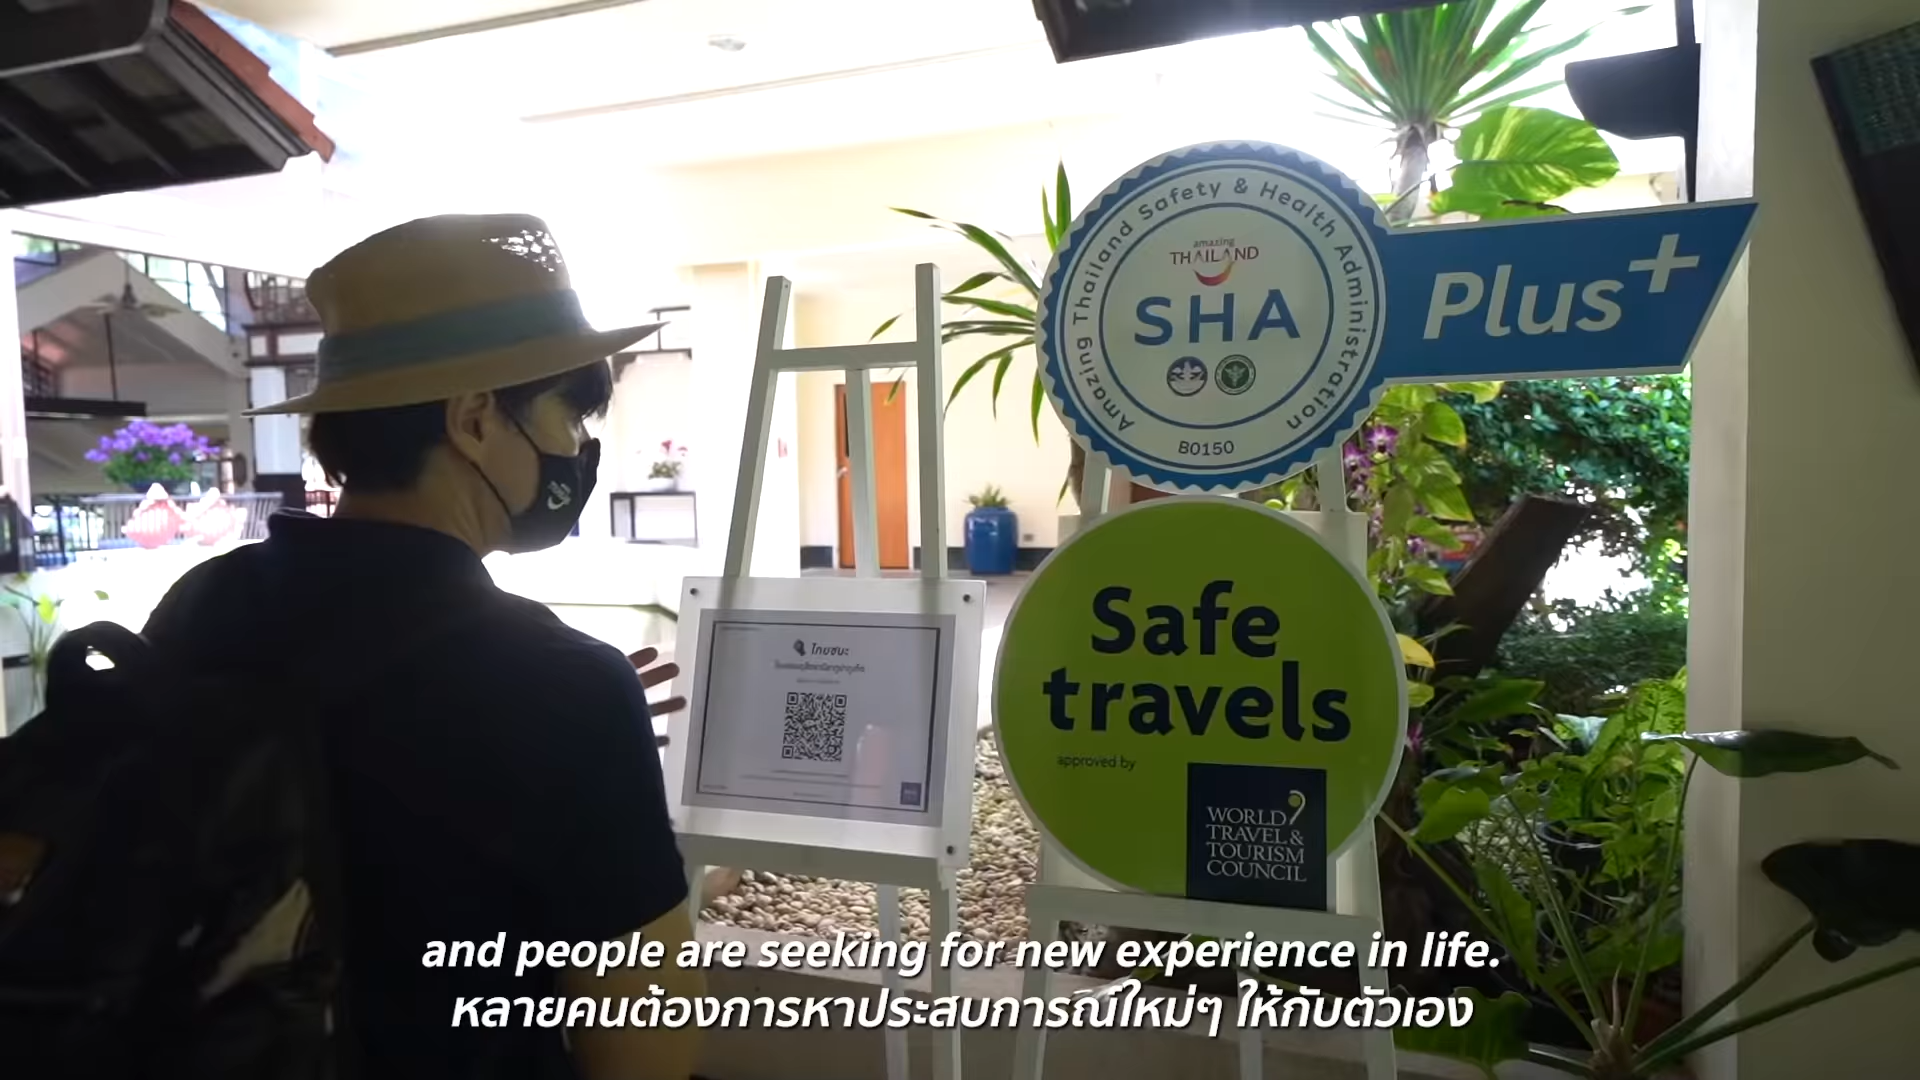 Amazing Thailand Safety & Health Administration
amazing
THAILAND
SHA
Plus+
B0150
Safe
travels
approved by
WORLD
TRAVEL &
TOURISM
COUNCIL
ไทยชนะ
and people are seeking for new experience in life.
หลายคนต้องการหาประสบการณ์ใหม่ๆ ให้กับตัวเอง